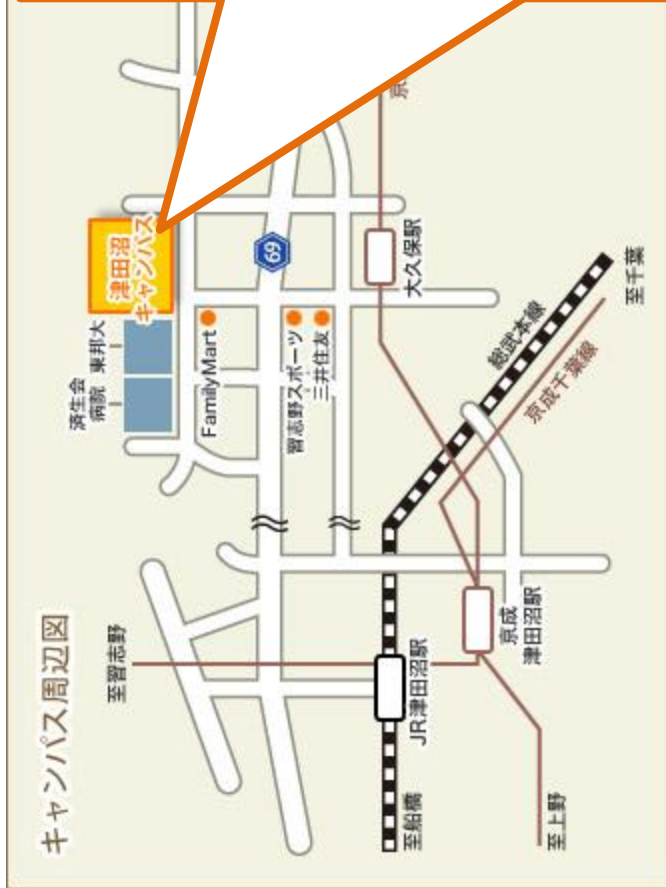 キャンパス周辺図
至習志野
済生会
病院
東邦大
津田沼
キャンパス
FamilyMart
69
習志野スポーツ
三井住友
大久保駅
京
総武本線
京成千葉線
至千葉
JR津田沼駅
京成
津田沼駅
至船橋
至上野